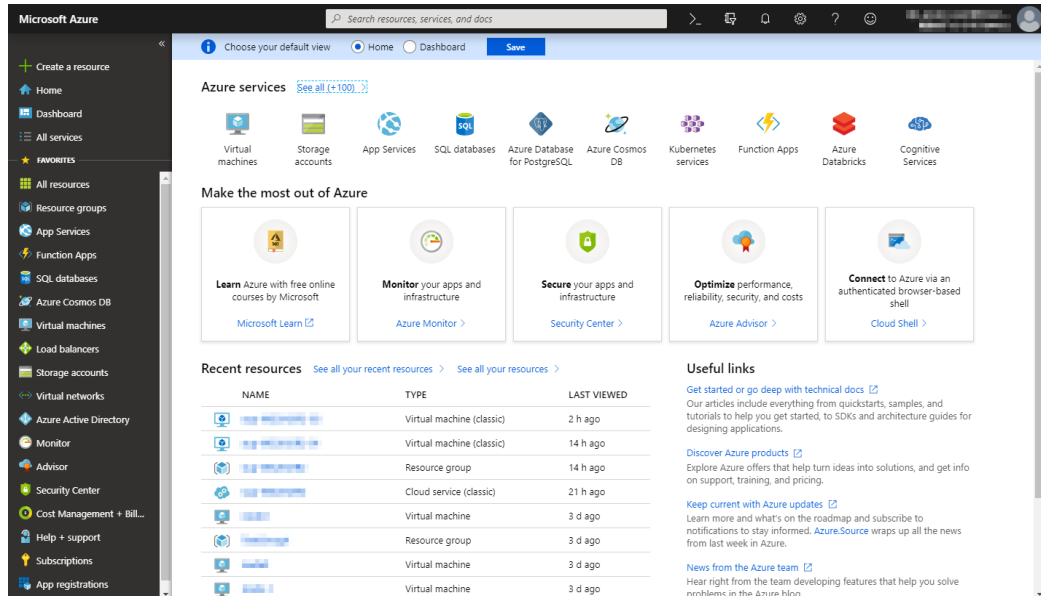 Microsoft Azure
Search resources, services, and docs
Choose your default view
Home
Dashboard
Save
Create a resource
Home
Dashboard
All services
FAVORITES
All resources
Resource groups
App Services
Function Apps
SQL databases
Azure Cosmos DB
Virtual machines
Load balancers
Storage accounts
Virtual networks
Azure Active Directory
Monitor
Advisor
Security Center
Cost Management + Bill...
Help + support
Subscriptions
App registrations
Azure services See all (+100)
Virtual
machines
Storage
accounts
App Services
SQL
SQL databases
Azure Database
for PostgreSQL
Azure Cosmos
DB
Kubernetes
services
Function Apps
Azure
Databricks
Cognitive
Services
Make the most out of Azure
Learn Azure with free online
courses by Microsoft
Microsoft Learn
Monitor your apps and
infrastructure
Azure Monitor
Secure your apps and
infrastructure
Security Center
Optimize performance,
reliability, security, and costs
Azure Advisor
Connect to Azure via an
authenticated browser-based
shell
Cloud Shell
Recent resources See all your recent resources See all your resources
NAME TYPE LAST VIEWED
Virtual machine (classic) 2 h ago
Virtual machine (classic) 14 h ago
Resource group 14 h ago
Cloud service (classic) 21 h ago
Virtual machine 3 d ago
Resource group 3 d ago
Virtual machine 3 d ago
Virtual machine 3 d ago
Useful links
Get started or go deep with technical docs
Our articles include everything from quickstarts, samples, and
tutorials to help you get started, to SDKs and architecture guides for
designing applications.
Discover Azure products
Explore Azure offers that help turn ideas into solutions, and get info
on support, training, and pricing.
Keep current with Azure updates
Learn more and what's on the roadmap and subscribe to
notifications to stay informed. Azure.Source wraps up all the news
from last week in Azure.
News from the Azure team
Hear right from the team developing features that help you solve
problems in the Azure blog.